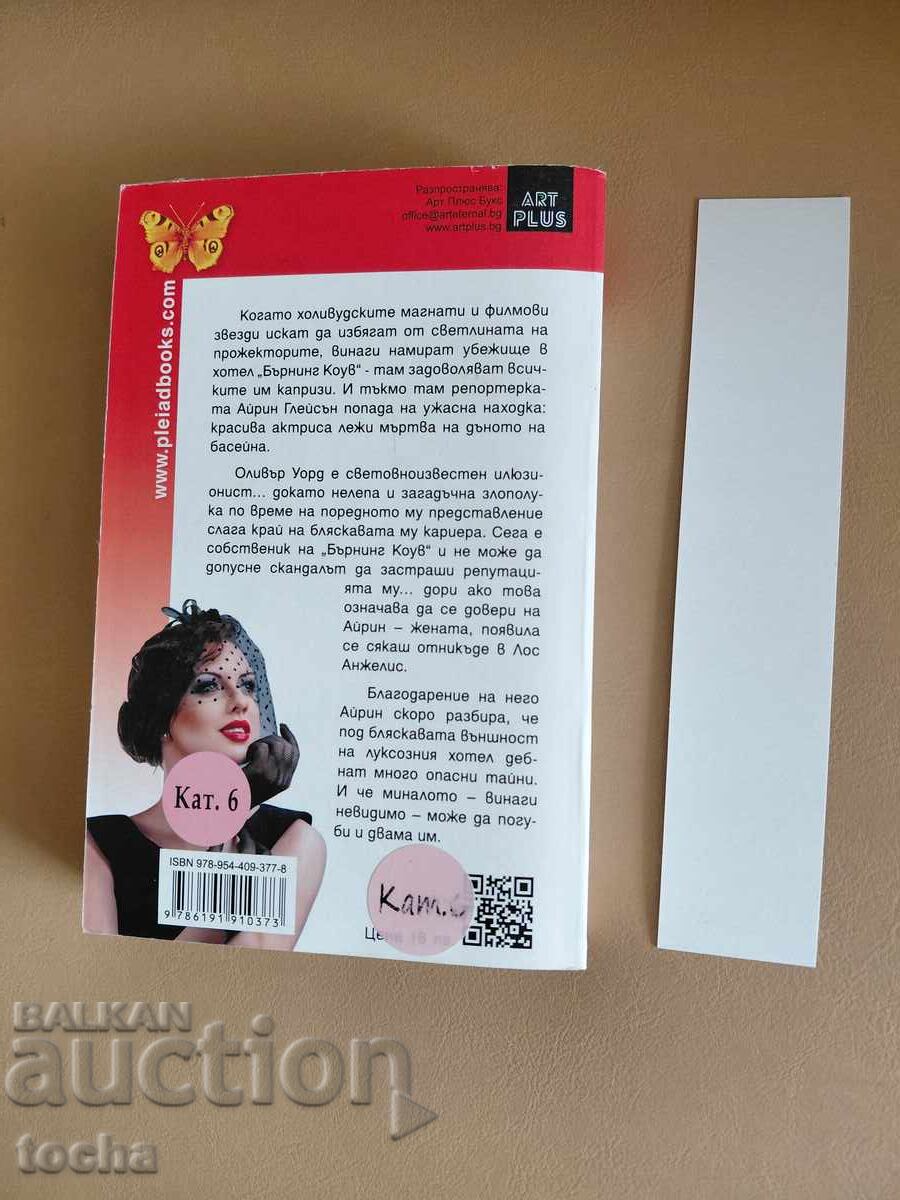 Разпространява:
Арт Плюс Букс
office@arteternal.bg
www.artplus.bg
ART
PLUS
www.pleiadbooks.com
Когато холивудските магнати и филмови
звезди искат да избягат от светлината на
прожекторите, винаги намират убежище в
хотел „Бърнинг Коув“ - там задоволяват всич-
ките им капризи. И тъкмо там репортерка-
та Айрин Глейсън попада на ужасна находка:
красива актриса лежи мъртва на дъното на
басейна.
Оливър Уорд е световноизвестен илюзи-
онист... докато нелепа и загадъчна злополу-
ка по време на поредното му представление
слага край на бляскавата му кариера. Сега е
собственик на „Бърнинг Коув“ и не може да
допусне скандалът да застраши репутаци-
ята му... дори ако това
означава да се довери на
Айрин – жената, появила
се сякаш отникъде в Лос
Анжелис.
Благодарение на него
Айрин скоро разбира, че
под бляскавата външност
на луксозния хотел деб-
нат много опасни тайни.
И че миналото – винаги
невидимо – може да погу-
би и двама им.
Кат. 6
ISBN 978-954-409-377-8
9 786191 910373
Кат. 6
Цена 16 лв.
BALKAN
auction
tocha